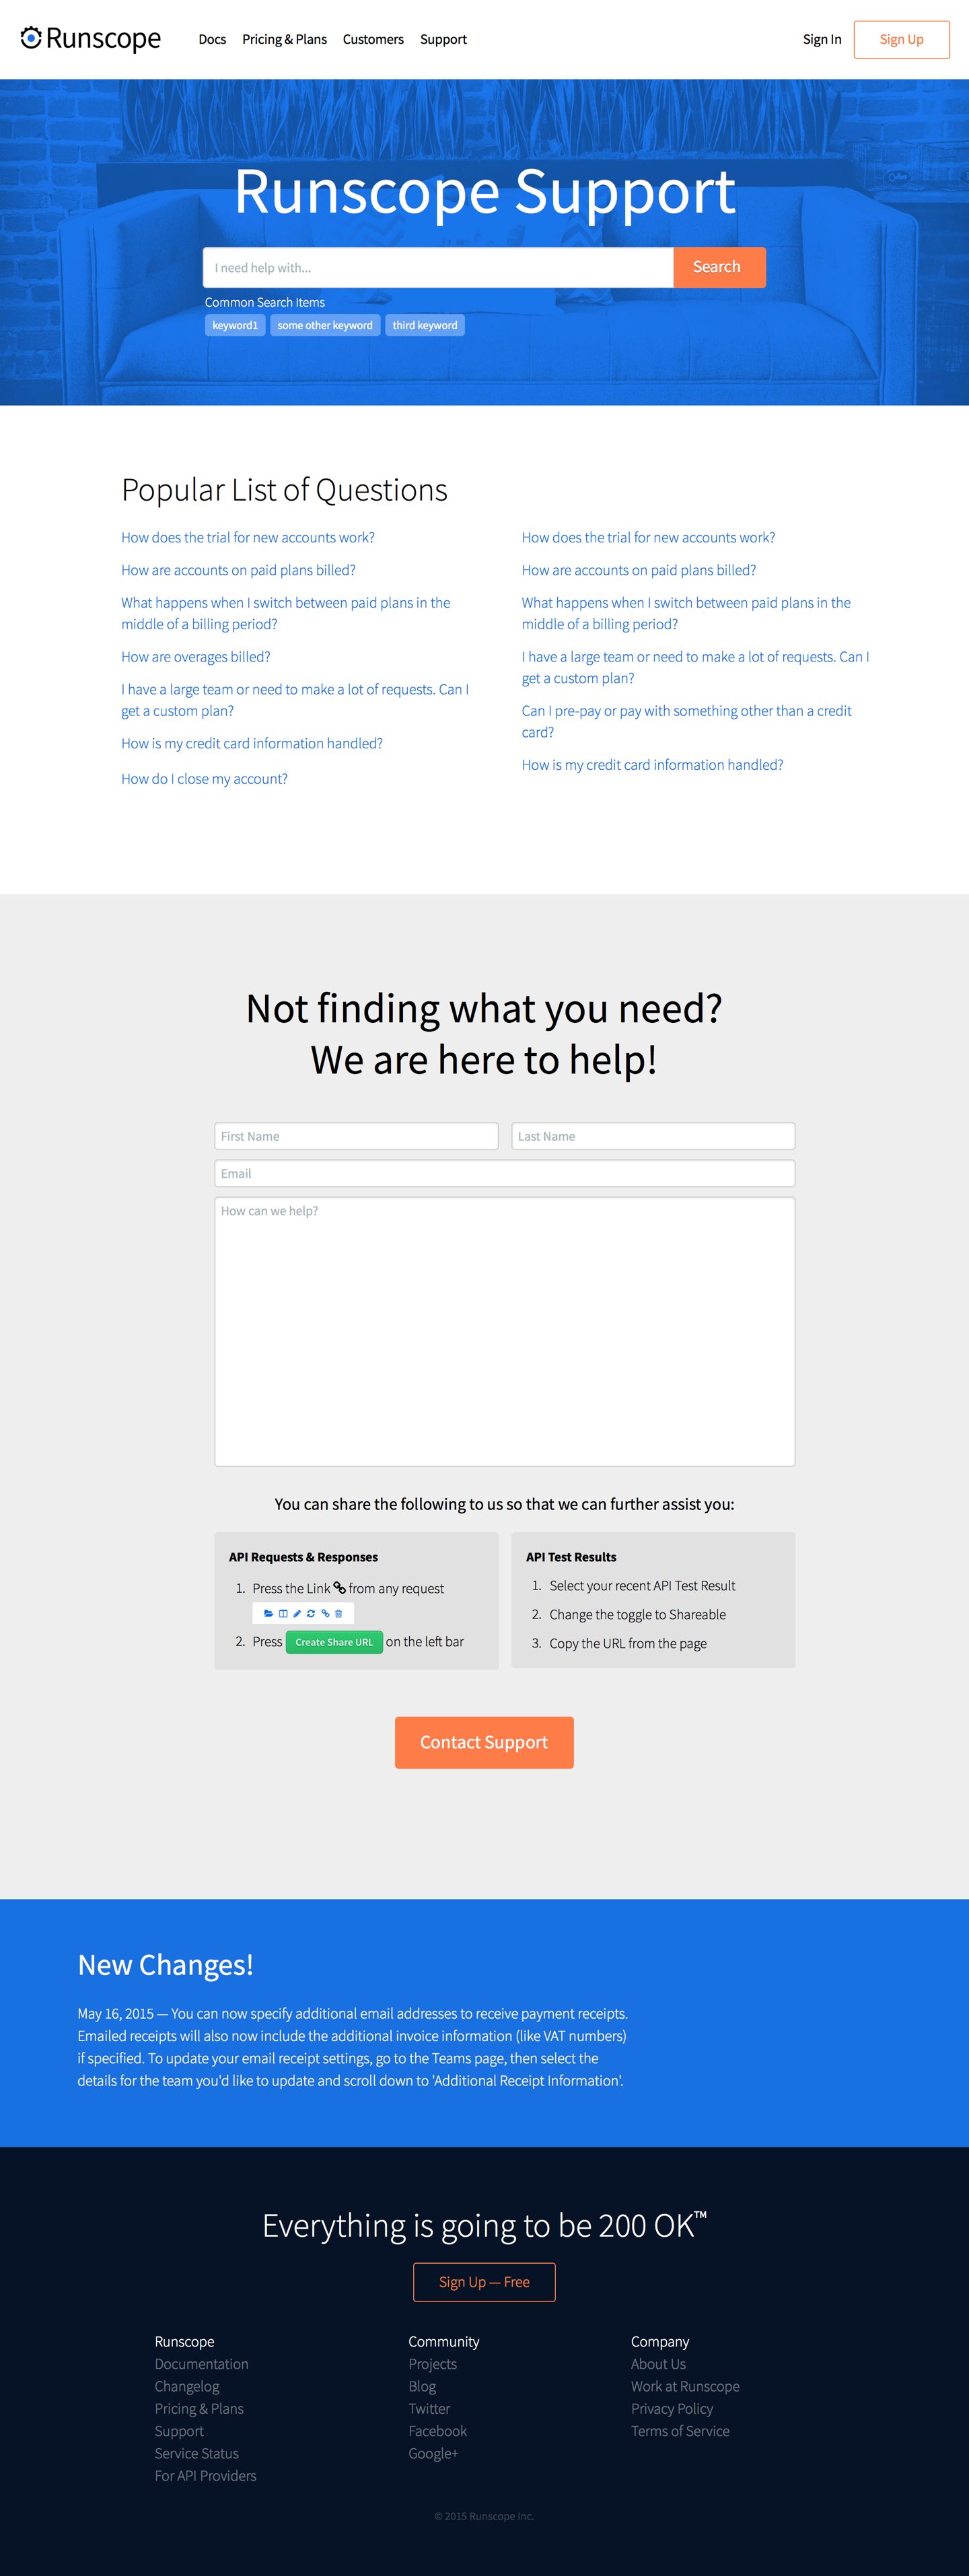 Runscope
Docs
Pricing & Plans
Customers
Support
Sign In
Sign Up
Runscope Support
I need help with...
Search
Common Search Items
keyword1
some other keyword
third keyword
Popular List of Questions
How does the trial for new accounts work?
How are accounts on paid plans billed?
What happens when I switch between paid plans in the
middle of a billing period?
How are overages billed?
I have a large team or need to make a lot of requests. Can I
get a custom plan?
How is my credit card information handled?
How do I close my account?
How does the trial for new accounts work?
How are accounts on paid plans billed?
What happens when I switch between paid plans in the
middle of a billing period?
I have a large team or need to make a lot of requests. Can I
get a custom plan?
Can I pre-pay or pay with something other than a credit
card?
How is my credit card information handled?
Not finding what you need?
We are here to help!
First Name
Last Name
Email
How can we help?
You can share the following to us so that we can further assist you:
API Requests & Responses
1. Press the Link from any request
2. Press Create Share URL on the left bar
API Test Results
1. Select your recent API Test Result
2. Change the toggle to Shareable
3. Copy the URL from the page
Contact Support
New Changes!
May 16, 2015 — You can now specify additional email addresses to receive payment receipts.
Emailed receipts will also now include the additional invoice information (like VAT numbers)
if specified. To update your email receipt settings, go to the Teams page, then select the
details for the team you'd like to update and scroll down to 'Additional Receipt Information'.
Everything is going to be 200 OK™
Sign Up — Free
Runscope
Documentation
Changelog
Pricing & Plans
Support
Service Status
For API Providers
Community
Projects
Blog
Twitter
Facebook
Google+
Company
About Us
Work at Runscope
Privacy Policy
Terms of Service
© 2015 Runscope Inc.